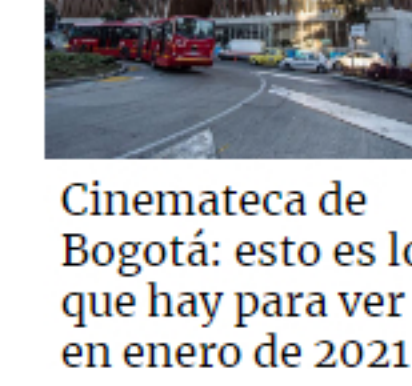 Cinemateca de
Bogotá: esto es lo
que hay para ver
en enero de 2021